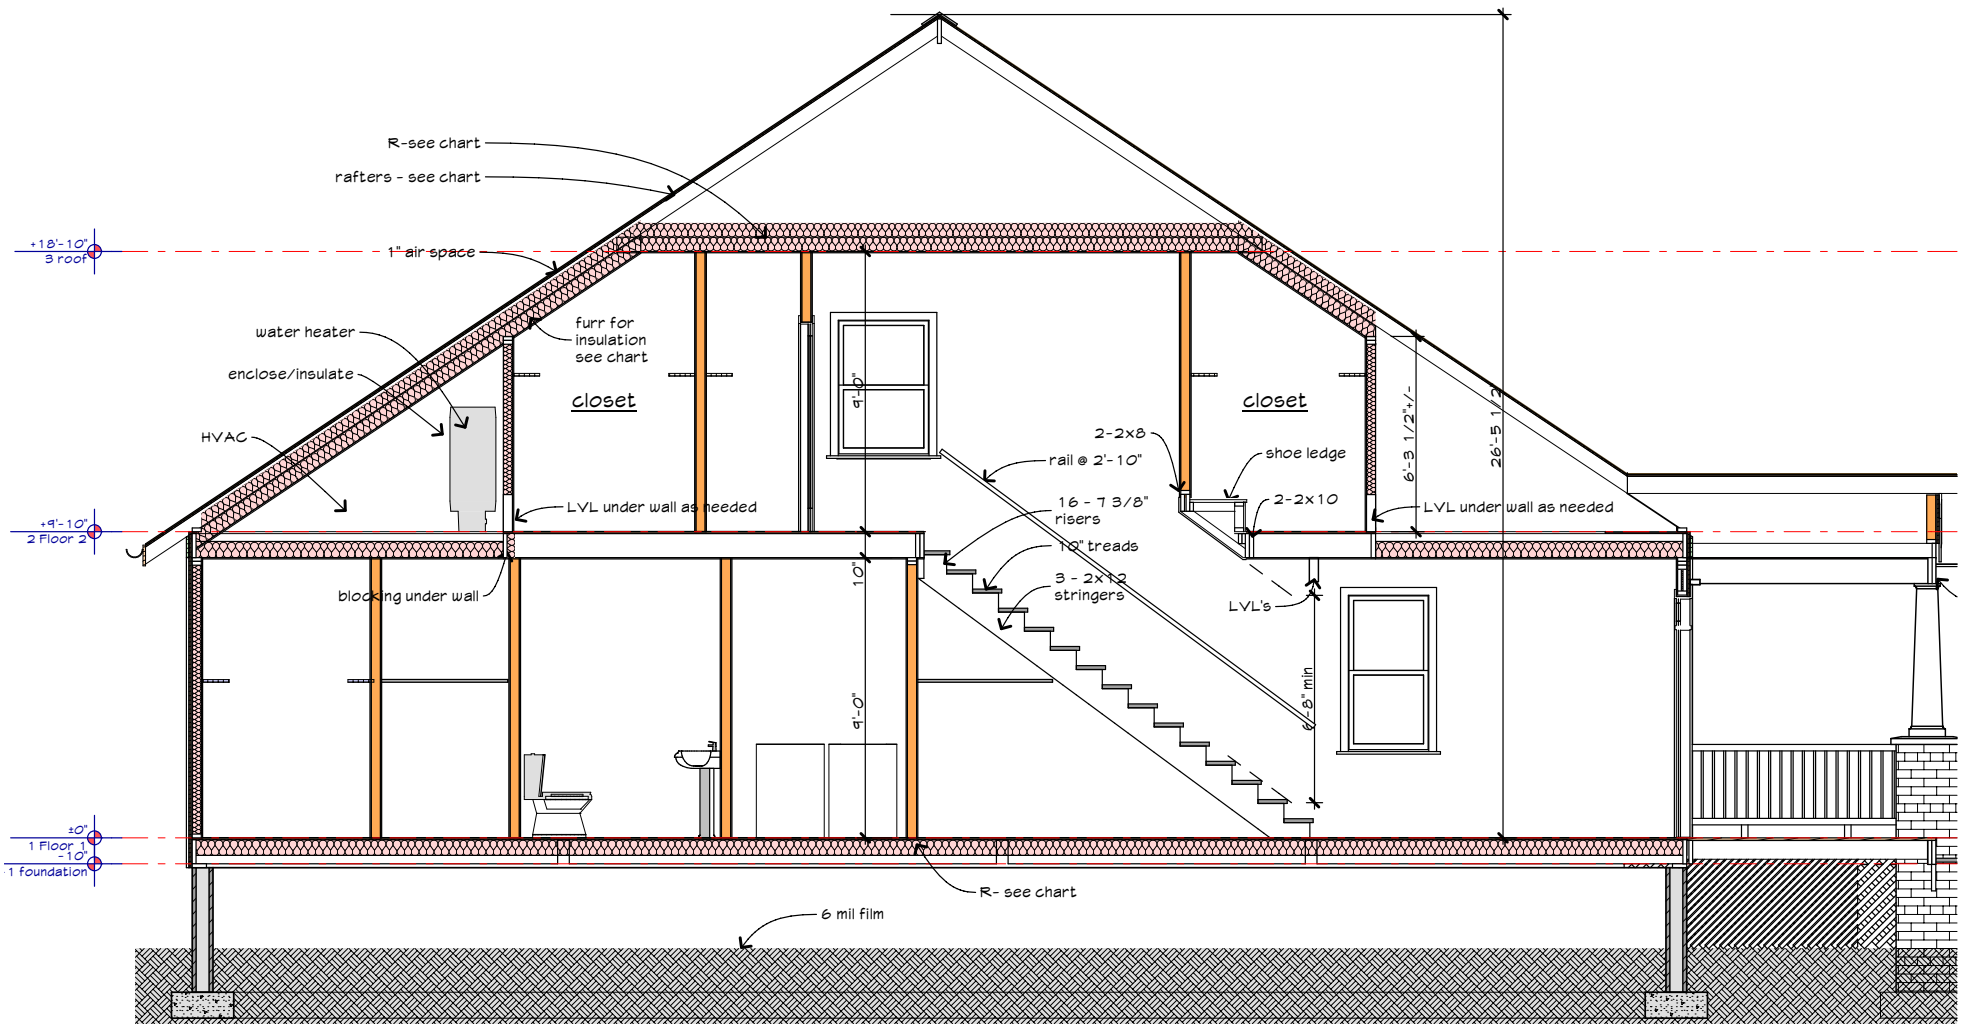 R-see chart
rafters - see chart
+18'-10"
3 roof
1" air space
water heater
furr for
insulation
see chart
enclose/insulate
closet
closet
9'-0"
6'-3 1/2"+/-
26'-5 1/2
HVAC
2-2x8
rail @ 2'-10"
shoe ledge
LVL under wall as needed
16 - 7 3/8"
risers
2-2x10
LVL under wall as needed
+9'-10"
2 Floor 2
10" treads
10"
3 - 2x12
stringers
blocking under wall
LVL's
9'-0"
6'-8" min
±0"
1 Floor 1
-10"
1 foundation
R- see chart
6 mil film